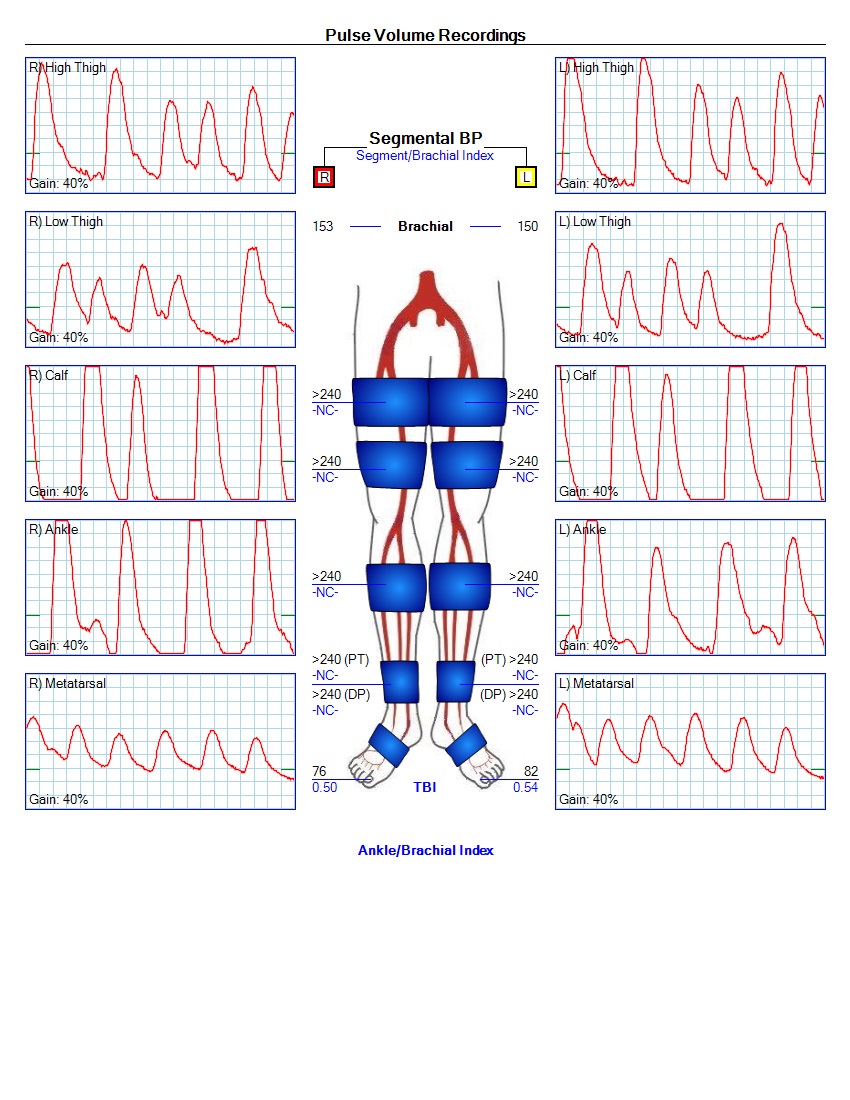 Pulse Volume Recordings
R) High Thigh
Gain: 40%
R) Low Thigh
Gain: 40%
R) Calf
Gain: 40%
R) Ankle
Gain: 40%
R) Metatarsal
Gain: 40%
Segmental BP
Segment/Brachial Index
R L
153 Brachial 150
>240 >240
-NC- -NC-
>240 >240
-NC- -NC-
>240 >240
-NC- -NC-
>240 (PT) (PT) >240
-NC- -NC-
>240 (DP) (DP) >240
-NC- -NC-
76 82
0.50 TBI 0.54
Ankle/Brachial Index
L) High Thigh
Gain: 40%
L) Low Thigh
Gain: 40%
L) Calf
Gain: 40%
L) Ankle
Gain: 40%
L) Metatarsal
Gain: 40%